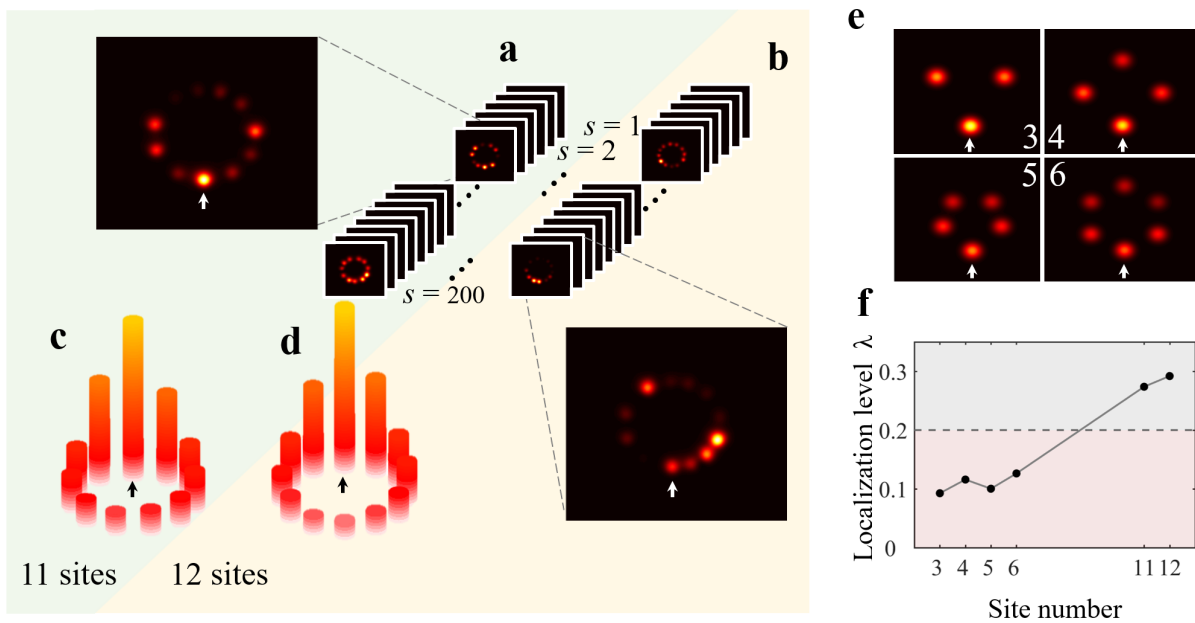 a
b
s = 1
s = 2
s = 200
c
d
11 sites
12 sites
e
3
4
5
6
f
Localization level λ
0.3
0.2
0.1
0
3
4
5
6
11
12
Site number